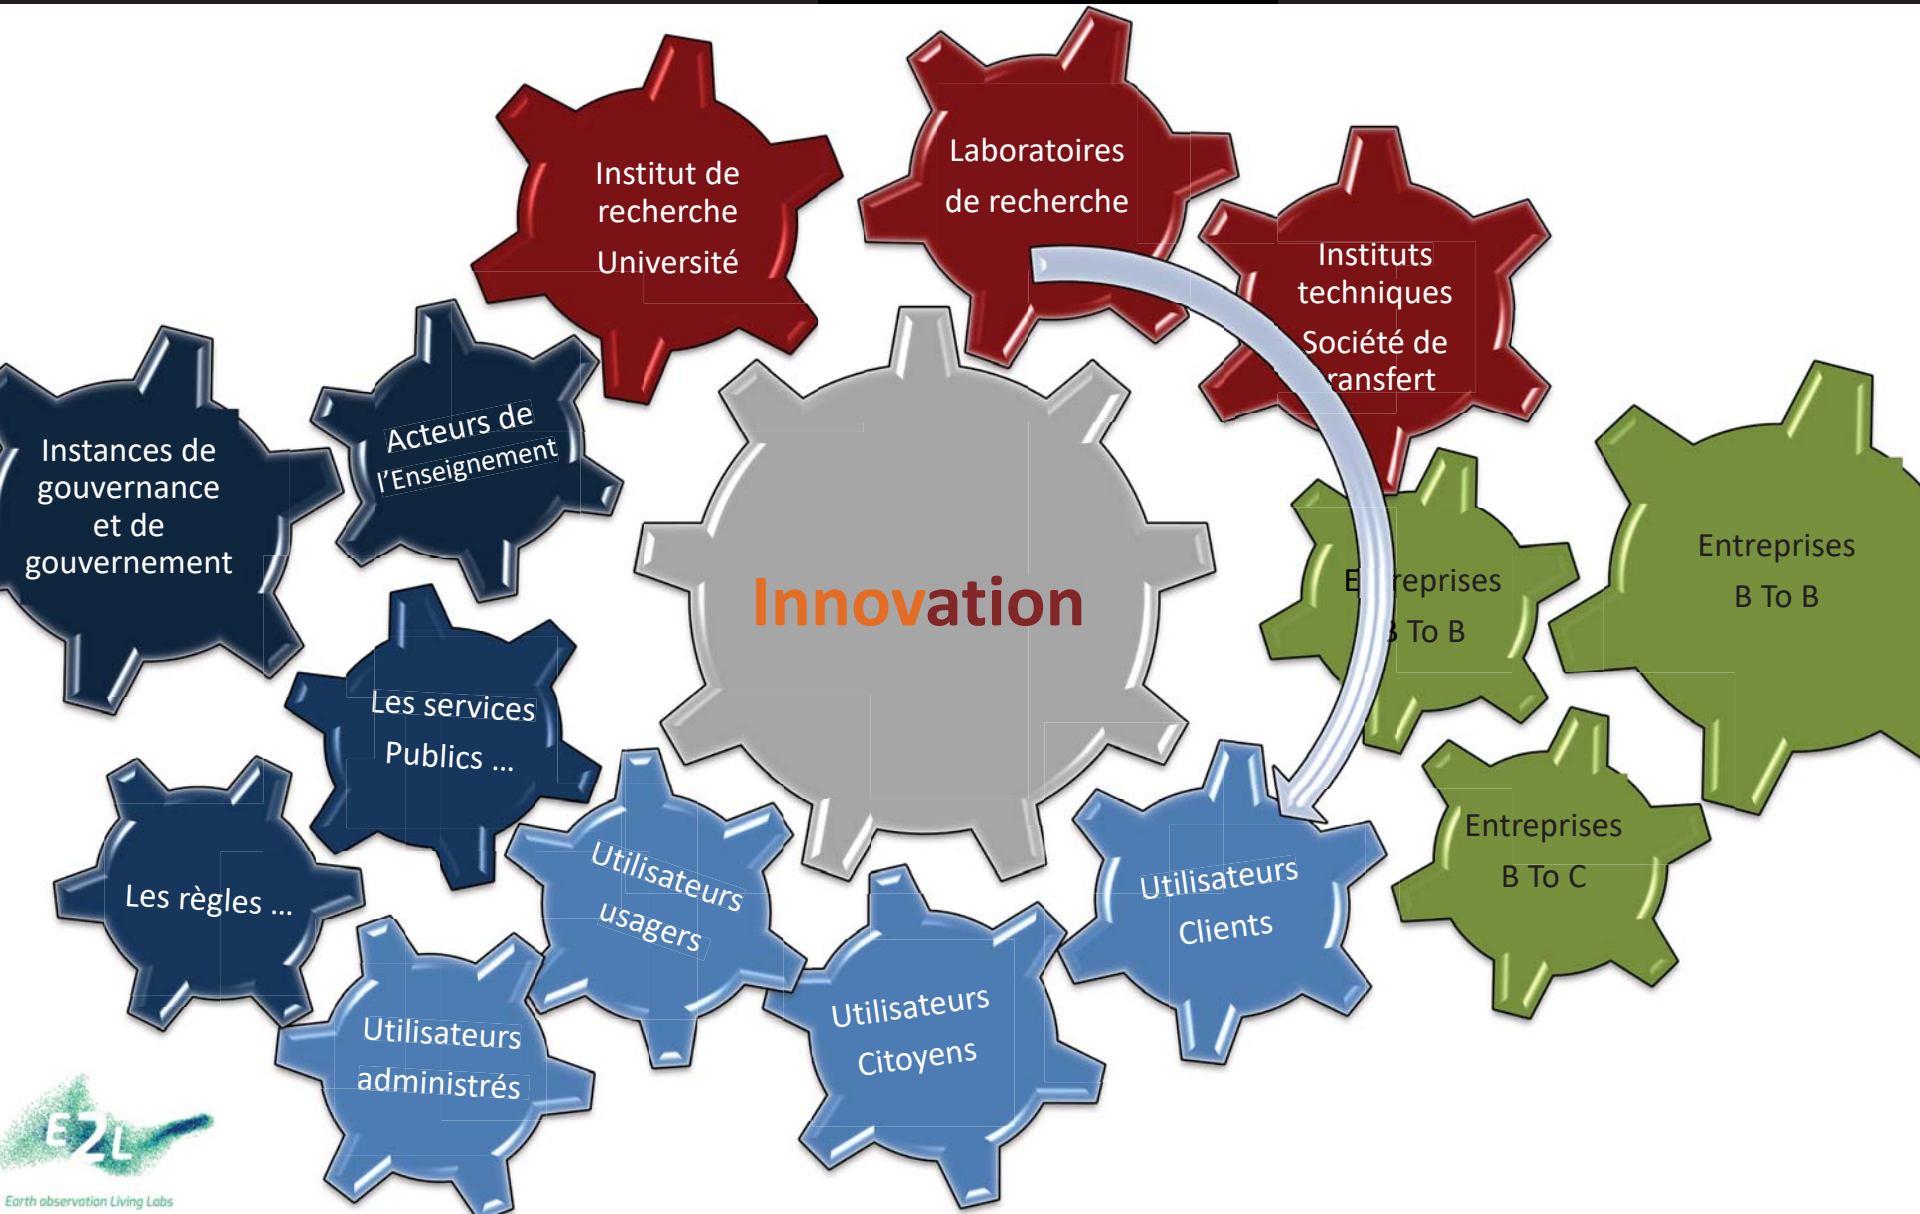 Institut de
recherche
Université
Laboratoires
de recherche
Instituts
techniques
Société de
ransfert
Instances de
gouvernance
et de
gouvernement
Acteurs de
l'Enseignement
Innovation
Entreprises
B To B
E treprises
B To B
Les services
Publics ...
Entreprises
B To C
Les règles ...
Utilisateurs
usagers
Utilisateurs
Clients
Utilisateurs
Citoyens
Utilisateurs
administrés
E2L
Earth observation Living Labs